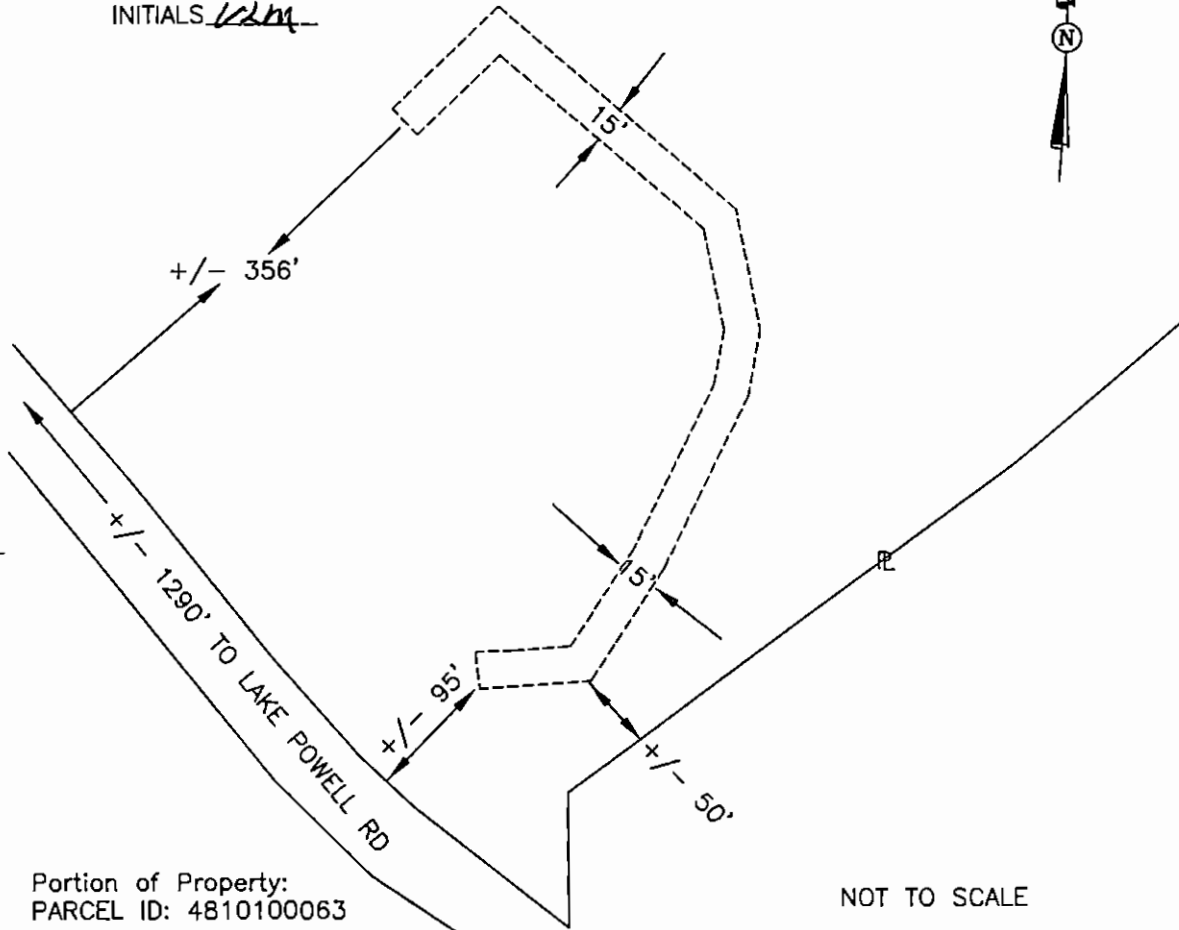 INITIALS
N
15'
+/- 356'
+/- 1290' TO LAKE POWELL RD
15'
PL
+/- 95'
+/- 50'
Portion of Property:
PARCEL ID: 4810100063
NOT TO SCALE